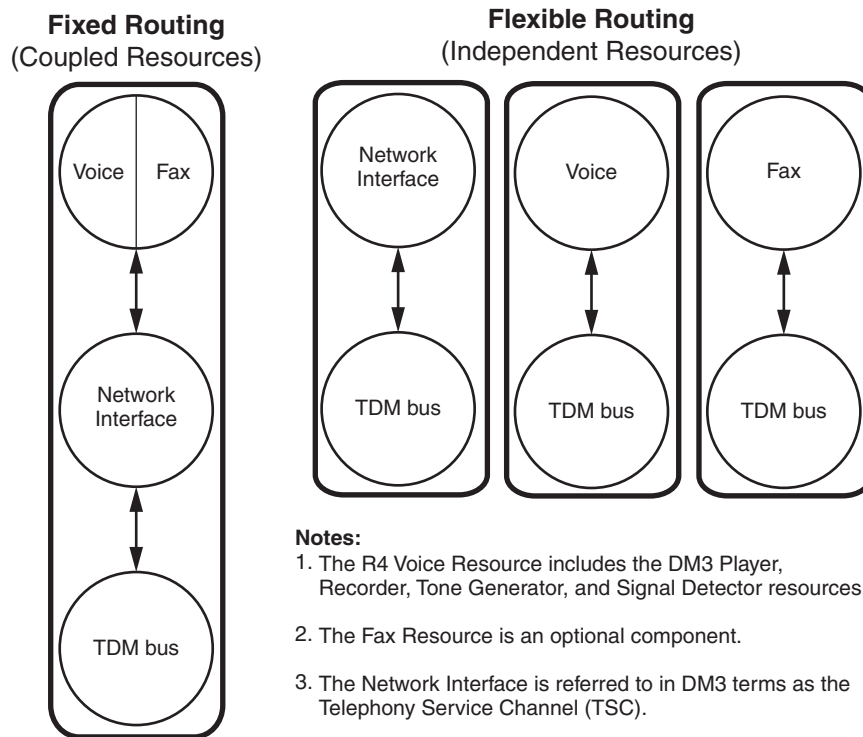 Fixed Routing
(Coupled Resources)
Voice
Fax
Network
Interface
TDM bus
Flexible Routing
(Independent Resources)
Network
Interface
Voice
Fax
TDM bus
TDM bus
TDM bus
Notes:
1. The R4 Voice Resource includes the DM3 Player,
Recorder, Tone Generator, and Signal Detector resources
2. The Fax Resource is an optional component.
3. The Network Interface is referred to in DM3 terms as the
Telephony Service Channel (TSC).